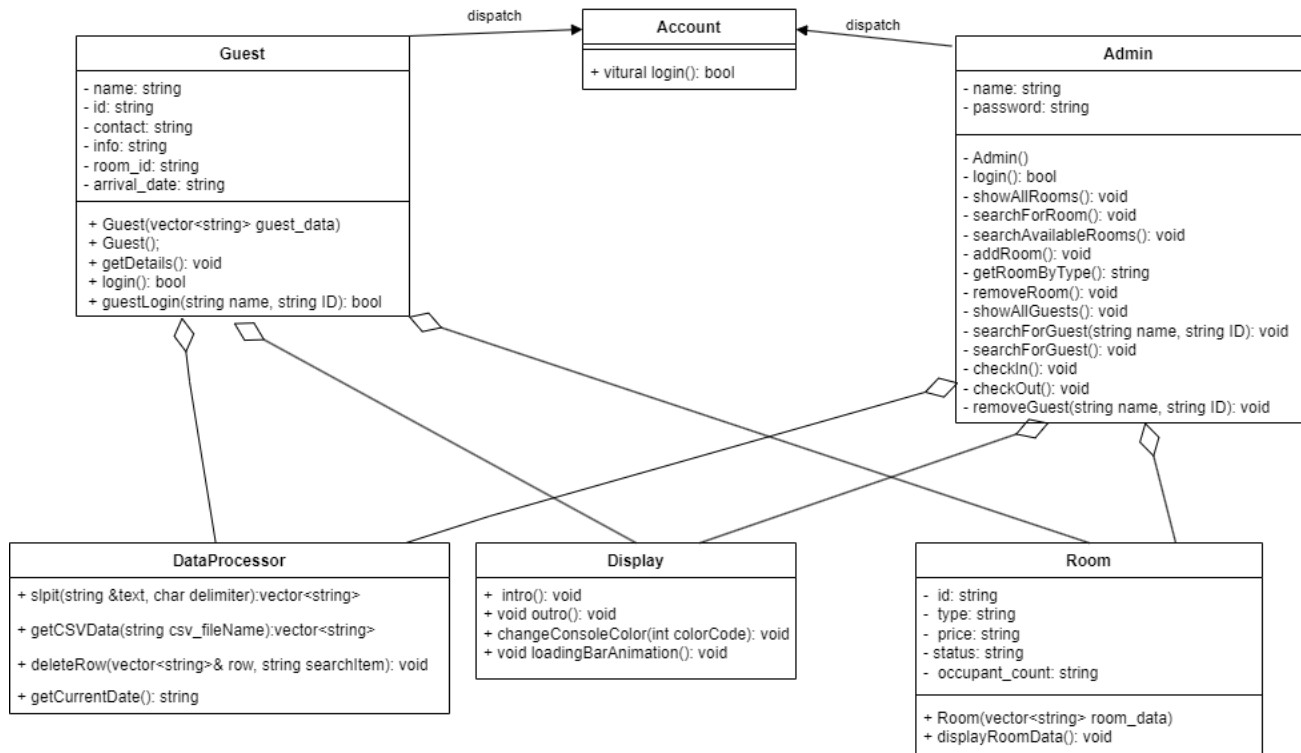 dispatch
Account
+ vitural login(): bool
dispatch
Guest
- name: string
- id: string
- contact: string
- info: string
- room_id: string
- arrival_date: string
+ Guest(vector<string> guest_data)
+ Guest();
+ getDetails(): void
+ login(): bool
+ guestLogin(string name, string ID): bool
Admin
- name: string
- password: string
- Admin()
- login(): bool
- showAllRooms(): void
- searchForRoom(): void
- searchAvailableRooms(): void
- addRoom(): void
- getRoomByType(): string
- removeRoom(): void
- showAllGuests(): void
- searchForGuest(string name, string ID): void
- searchForGuest(): void
- checkIn(): void
- checkOut(): void
- removeGuest(string name, string ID): void
DataProcessor
+ slpit(string &text, char delimiter):vector<string>
+ getCSVData(string csv_fileName):vector<string>
+ deleteRow(vector<string>& row, string searchItem): void
+ getCurrentDate(): string
Display
+ intro(): void
+ void outro(): void
+ changeConsoleColor(int colorCode): void
+ void loadingBarAnimation(): void
Room
- id: string
- type: string
- price: string
- status: string
- occupant_count: string
+ Room(vector<string> room_data)
+ displayRoomData(): void